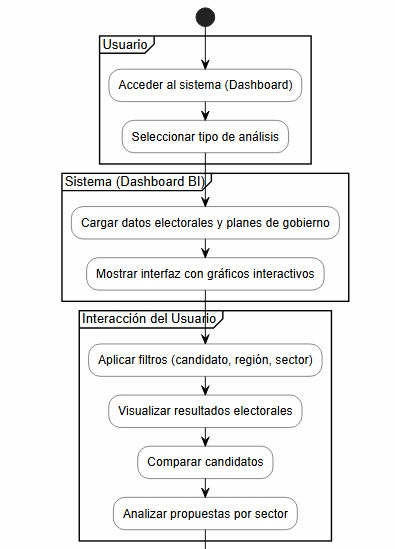 Usuario
Acceder al sistema (Dashboard)
Seleccionar tipo de análisis
Sistema (Dashboard BI)
Cargar datos electorales y planes de gobierno
Mostrar interfaz con gráficos interactivos
Interacción del Usuario
Aplicar filtros (candidato, región, sector)
Visualizar resultados electorales
Comparar candidatos
Analizar propuestas por sector